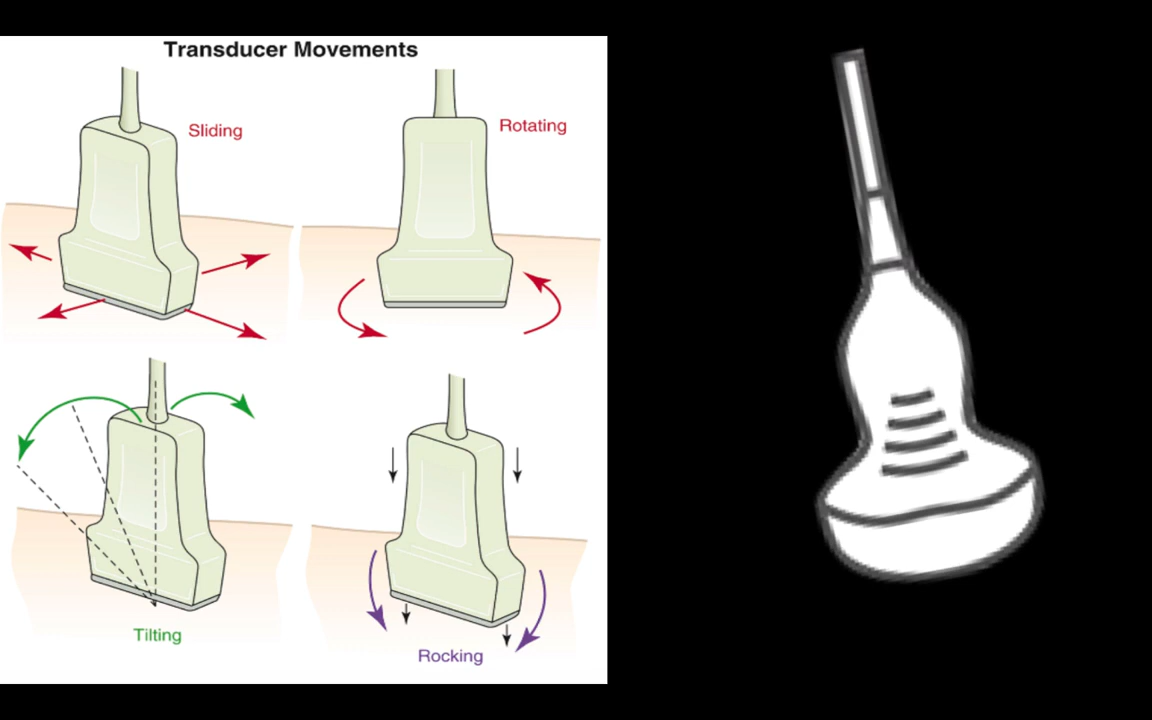 Transducer Movements
Sliding
Rotating
Tilting
Rocking